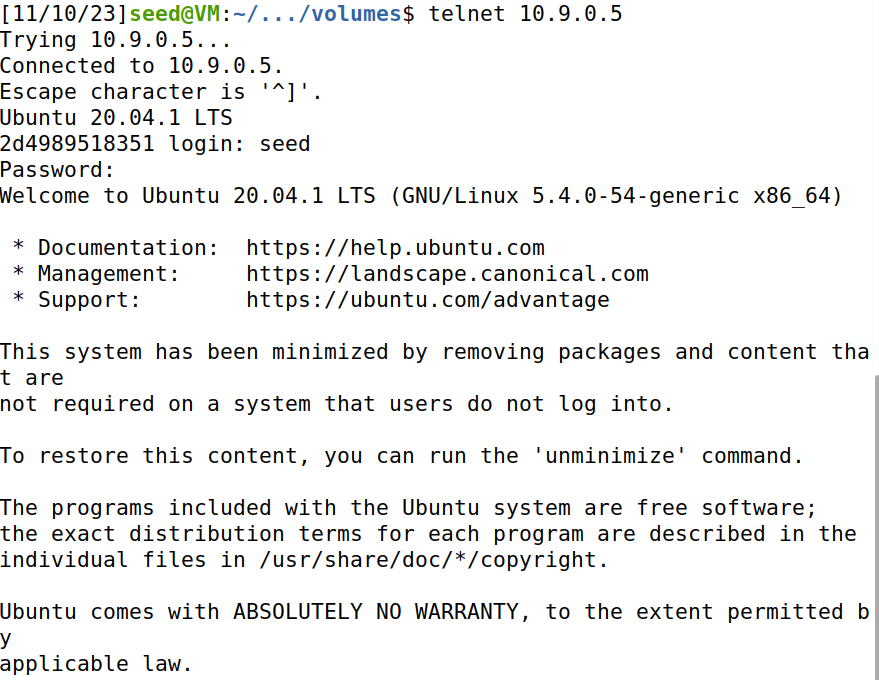 [11/10/23]seed@VM:~/.../volumes$ telnet 10.9.0.5
Trying 10.9.0.5...
Connected to 10.9.0.5.
Escape character is '^]'.
Ubuntu 20.04.1 LTS
2d4989518351 login: seed
Password:
Welcome to Ubuntu 20.04.1 LTS (GNU/Linux 5.4.0-54-generic x86_64)

 * Documentation:  https://help.ubuntu.com
 * Management:     https://landscape.canonical.com
 * Support:        https://ubuntu.com/advantage

This system has been minimized by removing packages and content tha
t are
not required on a system that users do not log into.

To restore this content, you can run the 'unminimize' command.

The programs included with the Ubuntu system are free software;
the exact distribution terms for each program are described in the
individual files in /usr/share/doc/*/copyright.

Ubuntu comes with ABSOLUTELY NO WARRANTY, to the extent permitted b
y
applicable law.